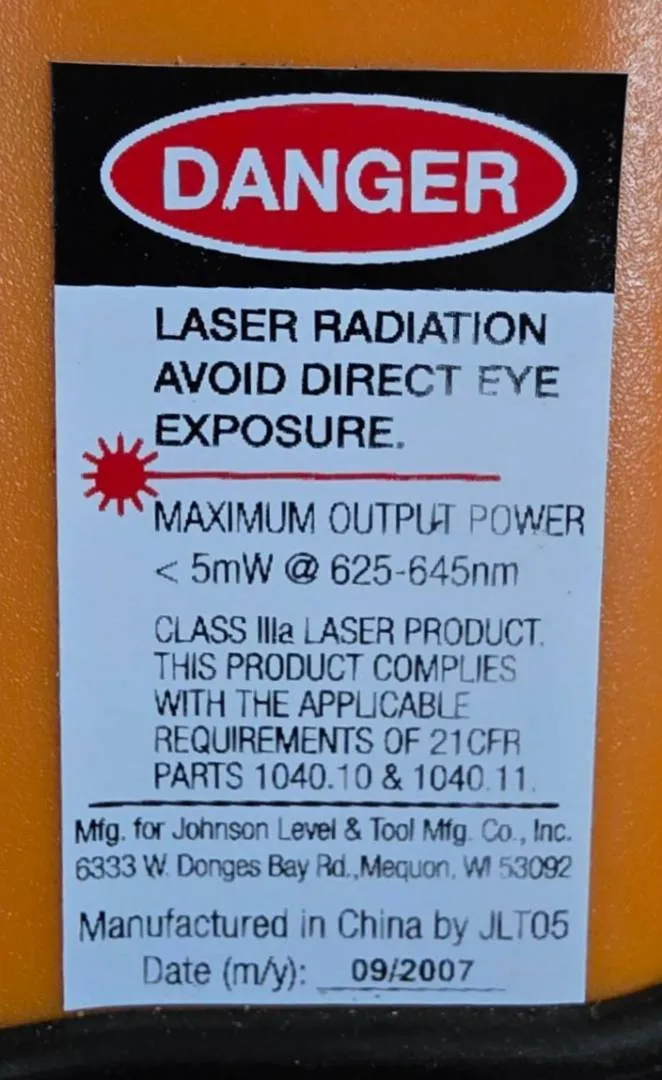 DANGER
LASER RADIATION
AVOID DIRECT EYE
EXPOSURE.
MAXIMUM OUTPUT POWER
< 5mW @ 625-645nm
CLASS IIIa LASER PRODUCT.
THIS PRODUCT COMPLIES
WITH THE APPLICABLE
REQUIREMENTS OF 21CFR
PARTS 1040.10 & 1040.11.
Mfg. for Johnson Level & Tool Mfg. Co., Inc.
6333 W. Donges Bay Rd.,Mequon, WI 53092
Manufactured in China by JLT05
Date (m/y): 09/2007